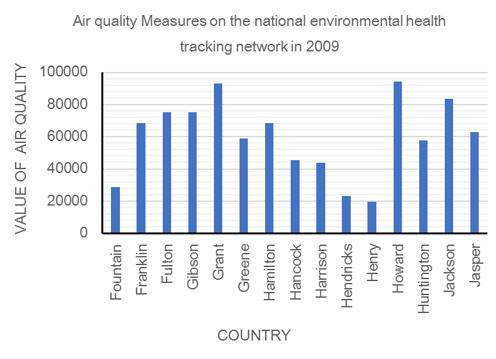 Air quality Measures on the national environmental health
tracking network in 2009
VALUE OF AIR QUALITY
100000
80000
60000
40000
20000
0
Fountain
Franklin
Fulton
Gibson
Grant
Greene
Hamilton
Hancock
Harrison
Hendricks
Henry
Howard
Huntington
Jackson
Jasper
COUNTRY